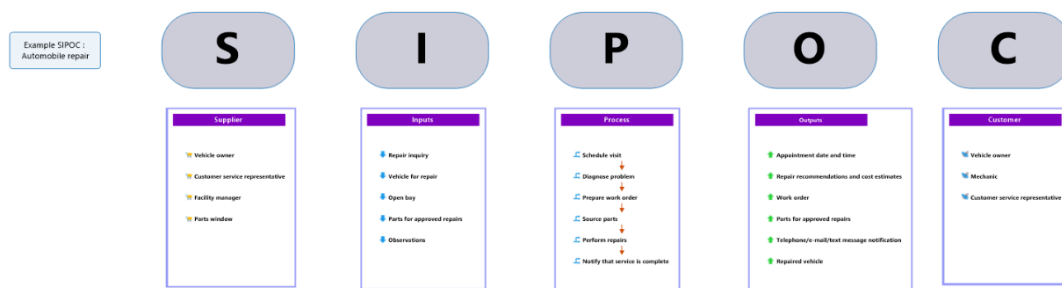 Example SIPOC :
Automobile repair
S
I
P
O
C
Supplier
Vehicle owner
Customer service representative
Facility manager
Parts window
Inputs
Repair inquiry
Vehicle for repair
Open bay
Parts for approved repairs
Observations
Process
Schedule visit
Diagnose problem
Prepare work order
Source parts
Perform repairs
Notify that service is complete
Outputs
Appointment date and time
Repair recommendations and cost estimates
Work order
Parts for approved repairs
Telephone/e-mail/text message notification
Repaired vehicle
Customer
Vehicle owner
Mechanic
Customer service representative